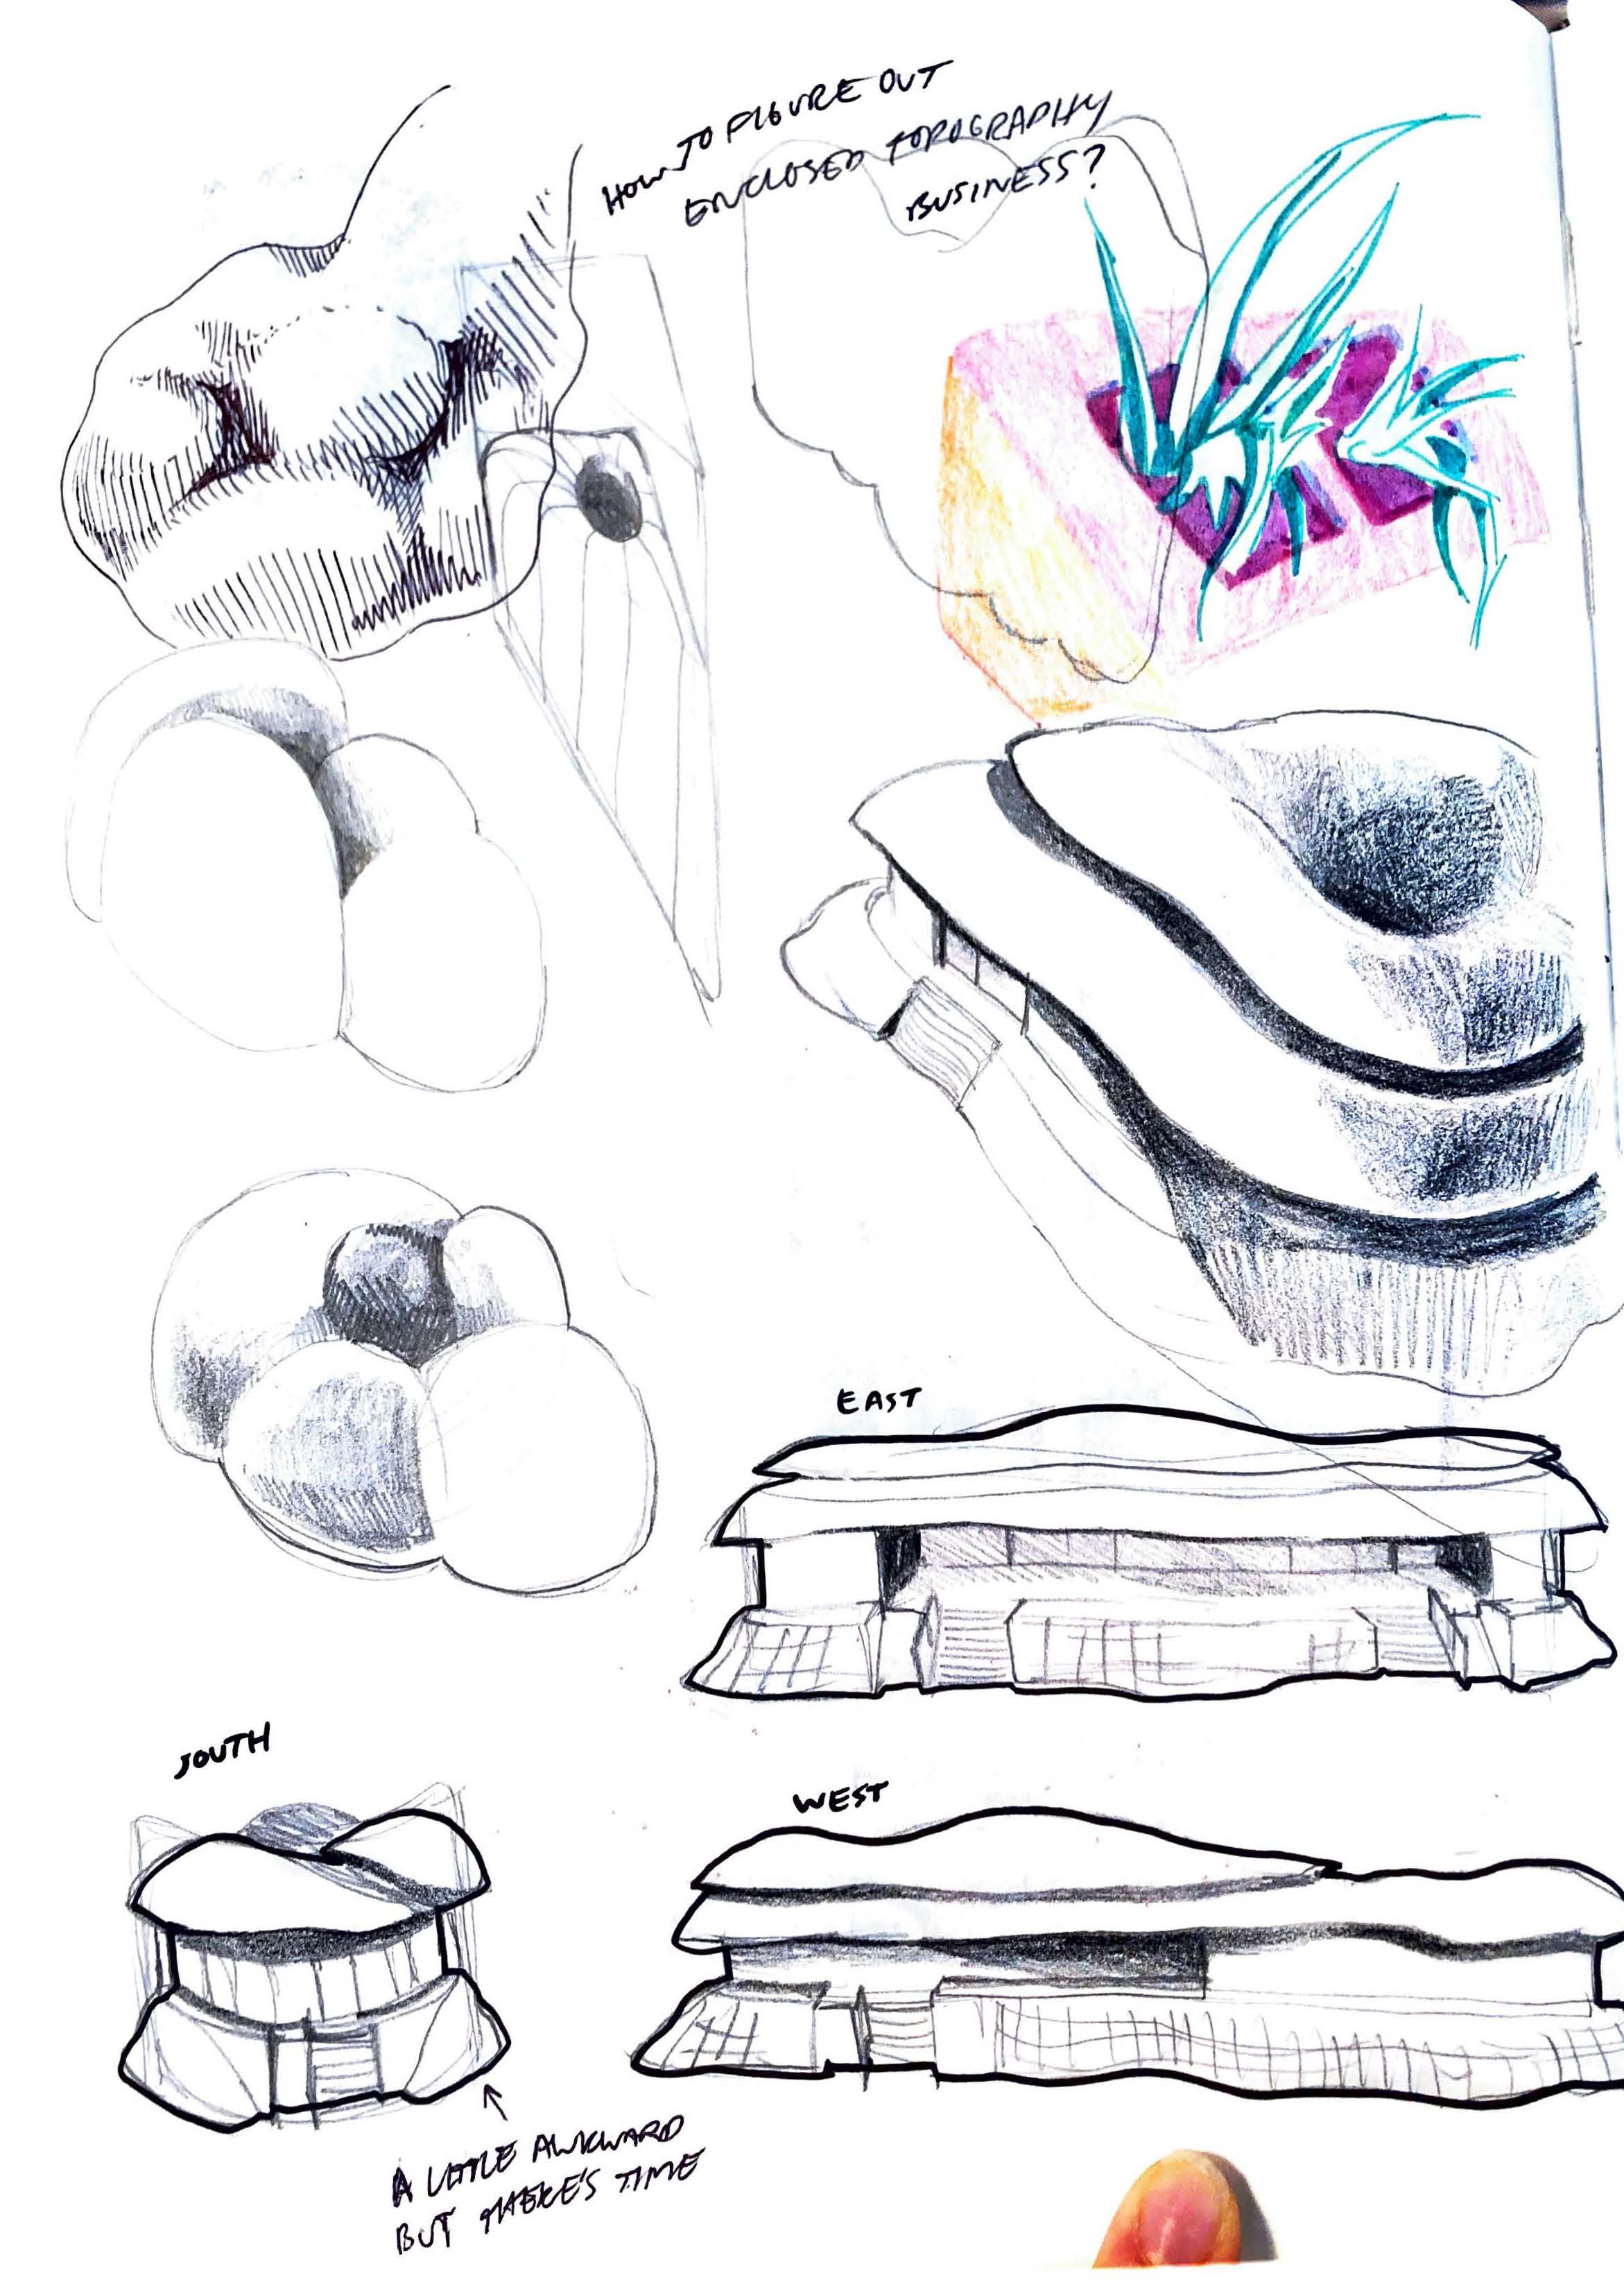 HOW TO FIGURE OUT
ENCLOSED TOPOGRAPHY
BUSINESS?
EAST
SOUTH
WEST
A LITTLE AWKWARD
BUT THERE'S TIME